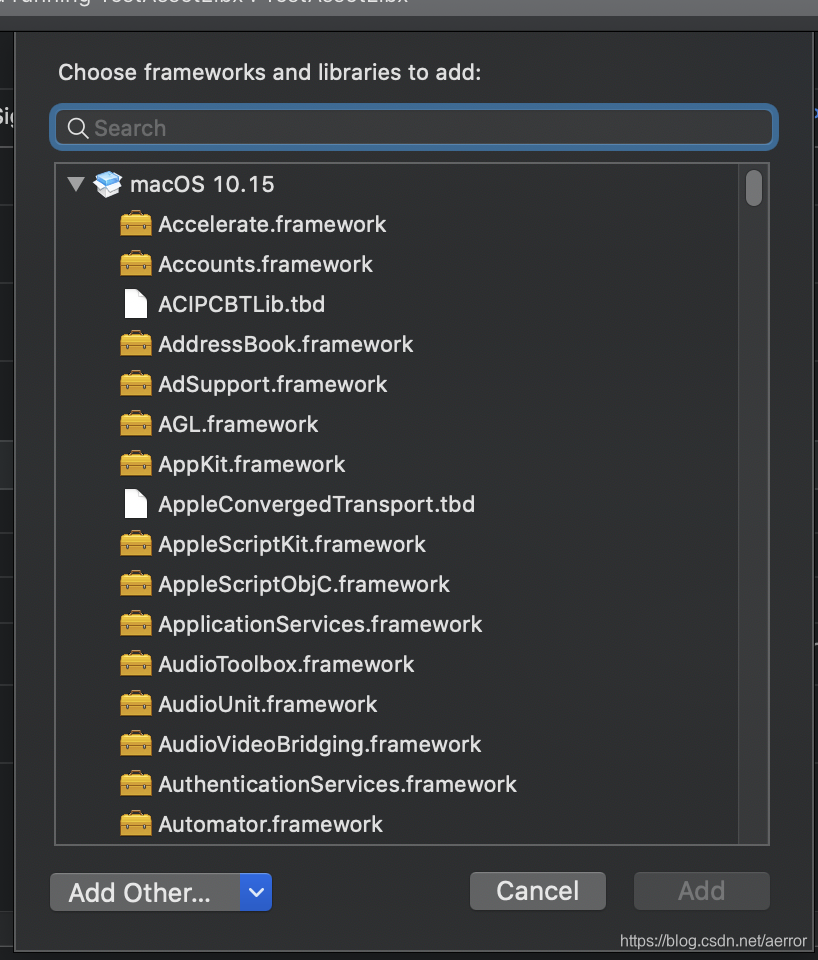 Choose frameworks and libraries to add:
Search
macOS 10.15
Accelerate.framework
Accounts.framework
ACIPCBTLib.tbd
AddressBook.framework
AdSupport.framework
AGL.framework
AppKit.framework
AppleConvergedTransport.tbd
AppleScriptKit.framework
AppleScriptObjC.framework
ApplicationServices.framework
AudioToolbox.framework
AudioUnit.framework
AudioVideoBridging.framework
AuthenticationServices.framework
Automator.framework
Add Other...
Cancel
Add
https://blog.csdn.net/aerror